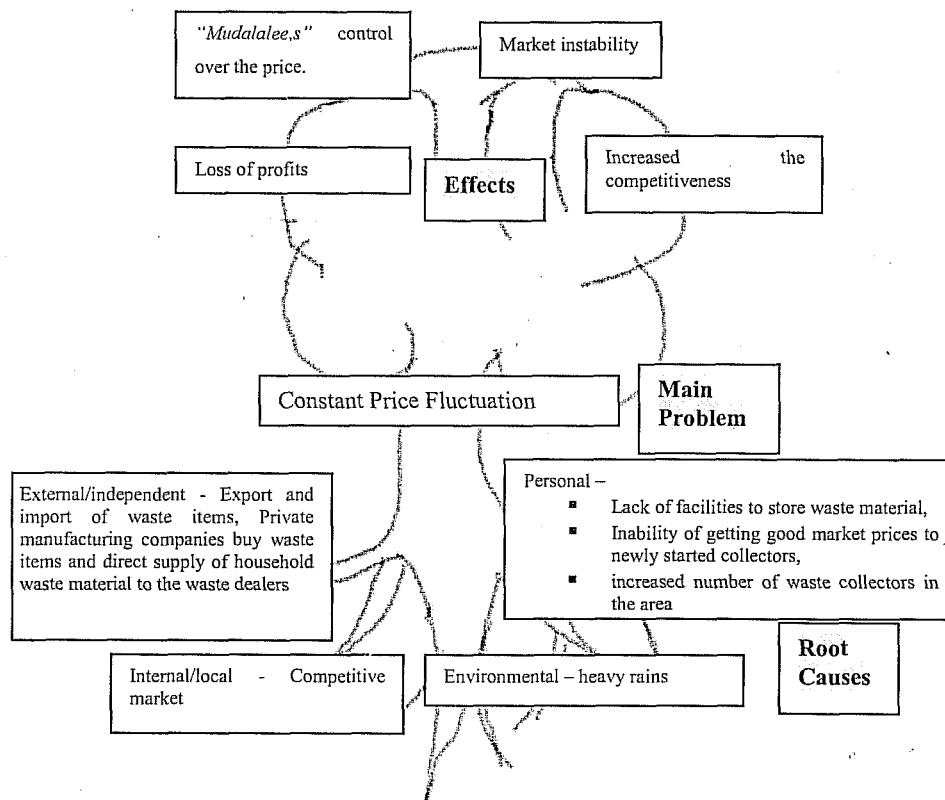 "Mudalalee,s" control
over the price.
Market instability
Loss of profits
Effects
Increased the
competitiveness
Constant Price Fluctuation
Main
Problem
External/independent - Export and
import of waste items, Private
manufacturing companies buy waste
items and direct supply of household
waste material to the waste dealers
Personal –
▪ Lack of facilities to store waste material,
▪ Inability of getting good market prices to
newly started collectors,
▪ increased number of waste collectors in
the area
Root
Causes
Internal/local - Competitive
market
Environmental – heavy rains